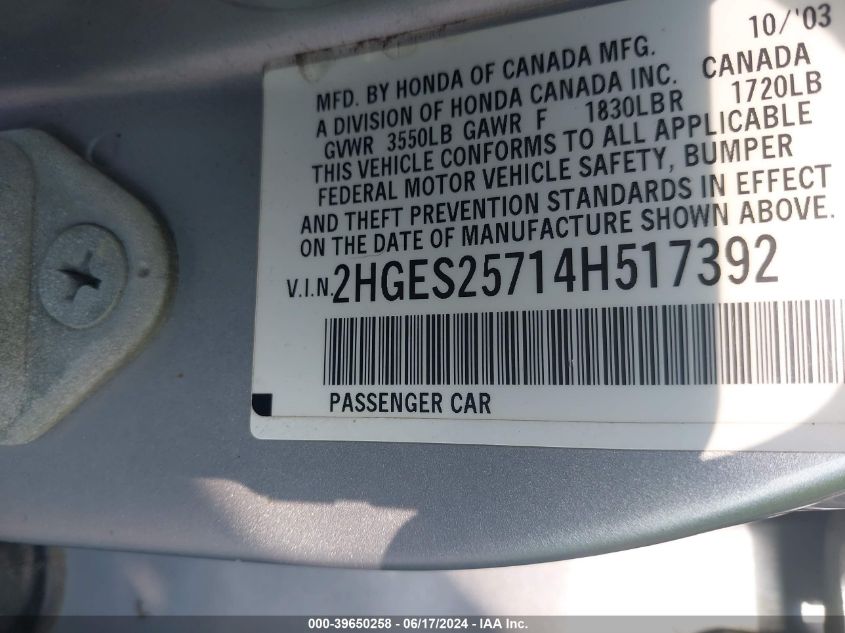 10/'03
MFD. BY HONDA OF CANADA MFG.
A DIVISION OF HONDA CANADA INC. CANADA
GVWR 3550LB GAWR F 1830LBR 1720LB
THIS VEHICLE CONFORMS TO ALL APPLICABLE
FEDERAL MOTOR VEHICLE SAFETY, BUMPER
AND THEFT PREVENTION STANDARDS IN EFFECT
ON THE DATE OF MANUFACTURE SHOWN ABOVE.
V.I.N. 2HGES25714H517392
PASSENGER CAR
000-39650258 - 06/17/2024 - IAA Inc.